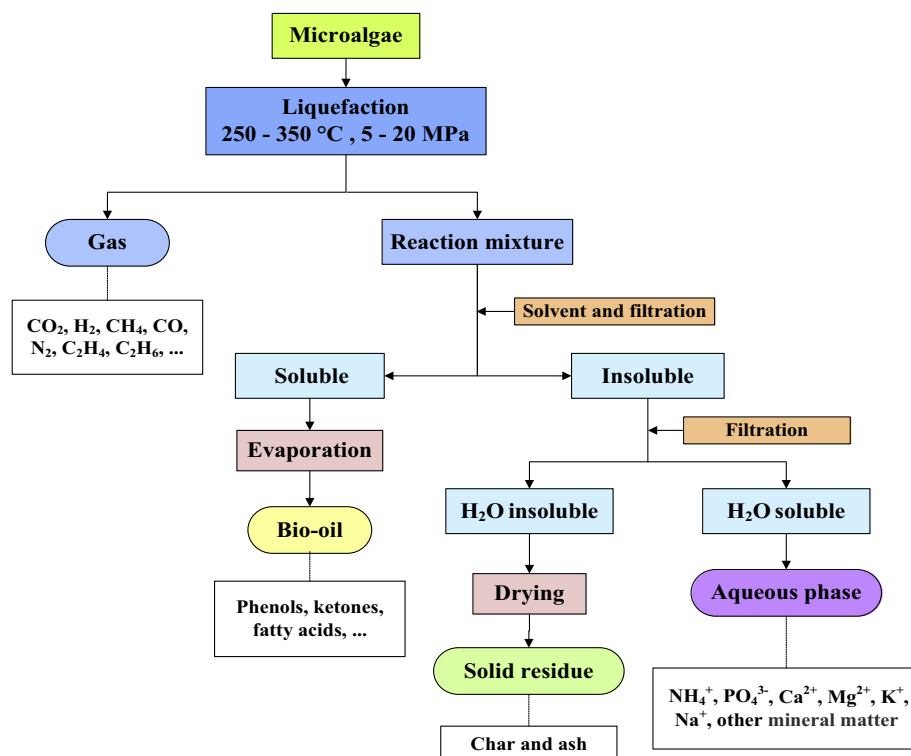 Microalgae
Liquefaction
250 - 350 °C , 5 - 20 MPa
Gas
Reaction mixture
CO₂, H₂, CH₄, CO,
N₂, C₂H₄, C₂H₆, ...
Solvent and filtration
Soluble
Insoluble
Evaporation
Filtration
Bio-oil
H₂O insoluble
H₂O soluble
Phenols, ketones,
fatty acids, ...
Drying
Aqueous phase
Solid residue
NH₄⁺, PO₄³⁻, Ca²⁺, Mg²⁺, K⁺,
Na⁺, other mineral matter
Char and ash